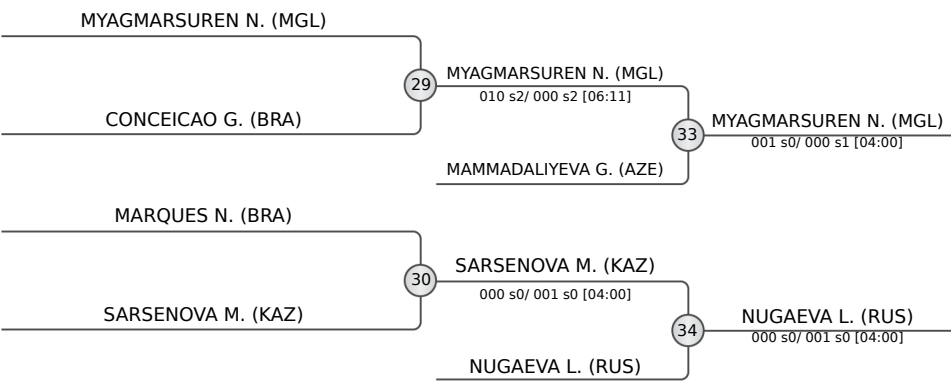 MYAGMARSUREN N. (MGL)
29
MYAGMARSUREN N. (MGL)
010 s2/ 000 s2 [06:11]
CONCEICAO G. (BRA)
33
MYAGMARSUREN N. (MGL)
001 s0/ 000 s1 [04:00]
MAMMADALIYEVA G. (AZE)
MARQUES N. (BRA)
30
SARSENOVA M. (KAZ)
000 s0/ 001 s0 [04:00]
SARSENOVA M. (KAZ)
34
NUGAEVA L. (RUS)
000 s0/ 001 s0 [04:00]
NUGAEVA L. (RUS)